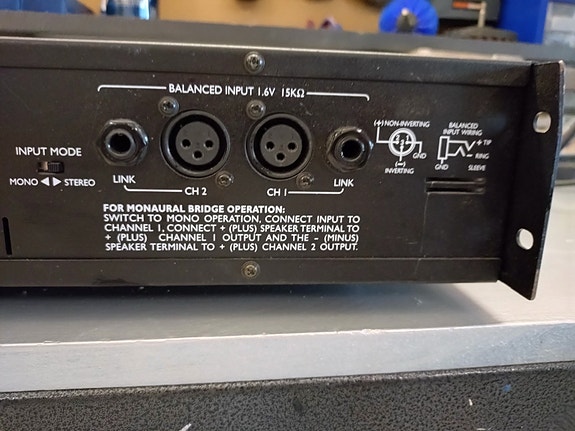 BALANCED INPUT 1.6V 15KΩ
(+) NON-INVERTING
GND
(—)
INVERTING
BALANCED
INPUT WIRING
+ TIP
- RING
GND
SLEEVE
INPUT MODE
MONO ◀ ▶ STEREO
LINK
CH 2
CH 1
LINK
FOR MONAURAL BRIDGE OPERATION:
SWITCH TO MONO OPERATION, CONNECT INPUT TO
CHANNEL 1, CONNECT + (PLUS) SPEAKER TERMINAL TO
+ (PLUS) CHANNEL 1 OUTPUT AND THE – (MINUS)
SPEAKER TERMINAL TO + (PLUS) CHANNEL 2 OUTPUT.